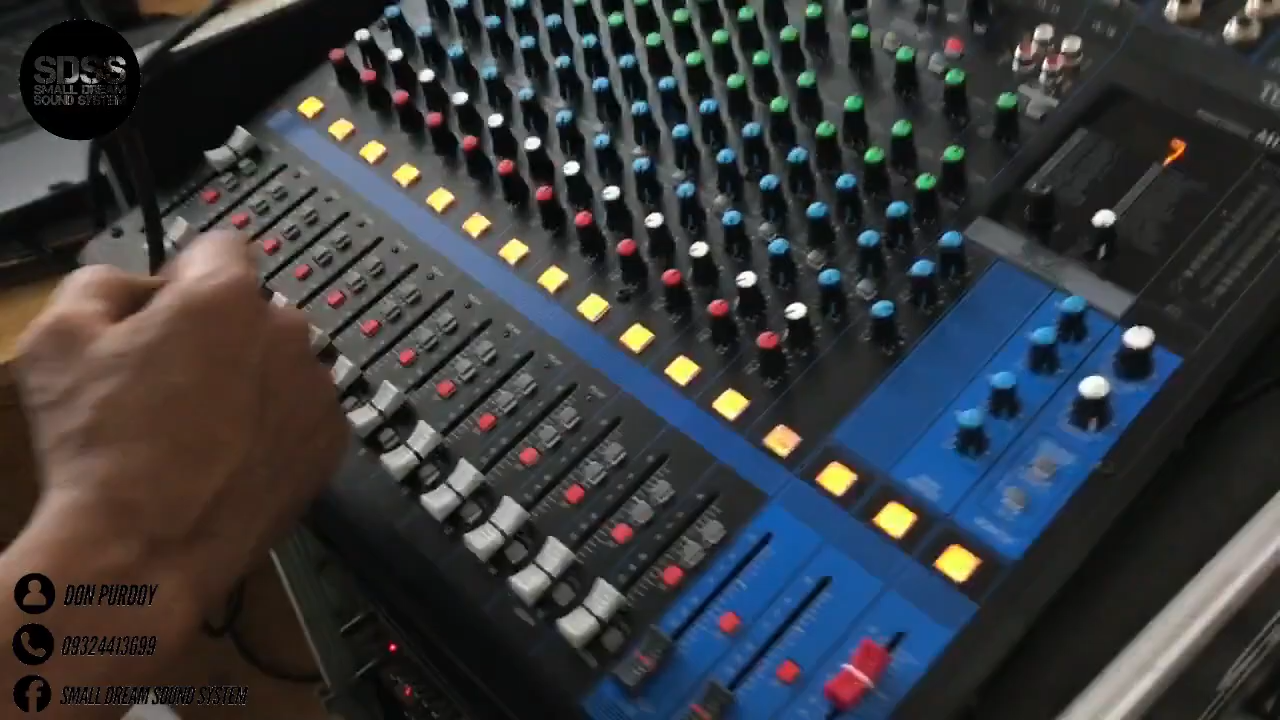 SDSS
SMALL DREAM
SOUND SYSTEM
DON PURDOY
09324413699
SMALL DREAM SOUND SYSTEM